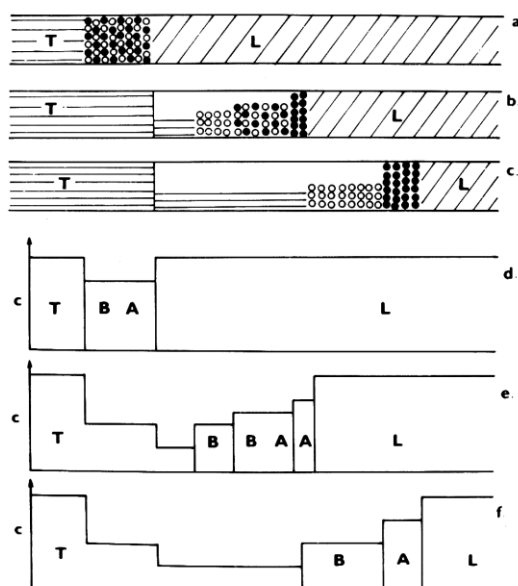 T L a
T L b
T L c.
c T B A L d.
c T B B A A L e.
c T B A L f.